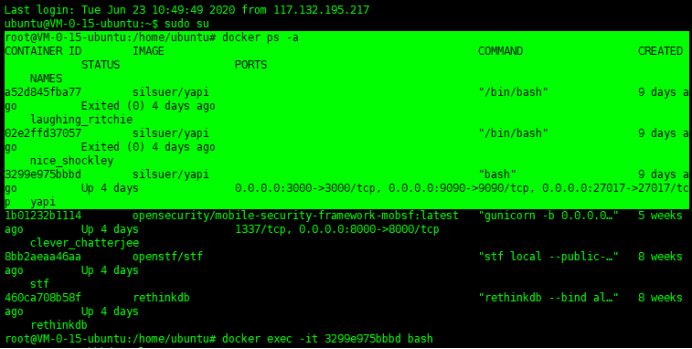 Last login: Tue Jun 23 10:49:49 2020 from 117.132.195.217
ubuntu@VM-0-15-ubuntu:~$ sudo su
root@VM-0-15-ubuntu:/home/ubuntu# docker ps -a
CONTAINER ID        IMAGE                                            COMMAND                  CREATED
           STATUS                 PORTS
    NAMES
a52d845fba77        silsuer/yapi                                     "/bin/bash"              9 days a
go         Exited (0) 4 days ago
    laughing_ritchie
02e2ffd37057        silsuer/yapi                                     "/bin/bash"              9 days a
go         Exited (0) 4 days ago
    nice_shockley
3299e975bbbd        silsuer/yapi                                     "bash"                   9 days a
go         Up 4 days              0.0.0.0:3000->3000/tcp, 0.0.0.0:9090->9090/tcp, 0.0.0.0:27017->27017/tc
p   yapi
1b01232b1114        opensecurity/mobile-security-framework-mobsf:latest   "gunicorn -b 0.0.0.0…"   5 weeks
ago        Up 4 days              1337/tcp, 0.0.0.0:8000->8000/tcp
    clever_chatterjee
8bb2aeaa46aa        openstf/stf                                      "stf local --public-…"   8 weeks
ago        Up 4 days
    stf
460ca708b58f        rethinkdb                                        "rethinkdb --bind al…"   8 weeks
ago        Up 4 days
    rethinkdb
root@VM-0-15-ubuntu:/home/ubuntu# docker exec -it 3299e975bbbd bash